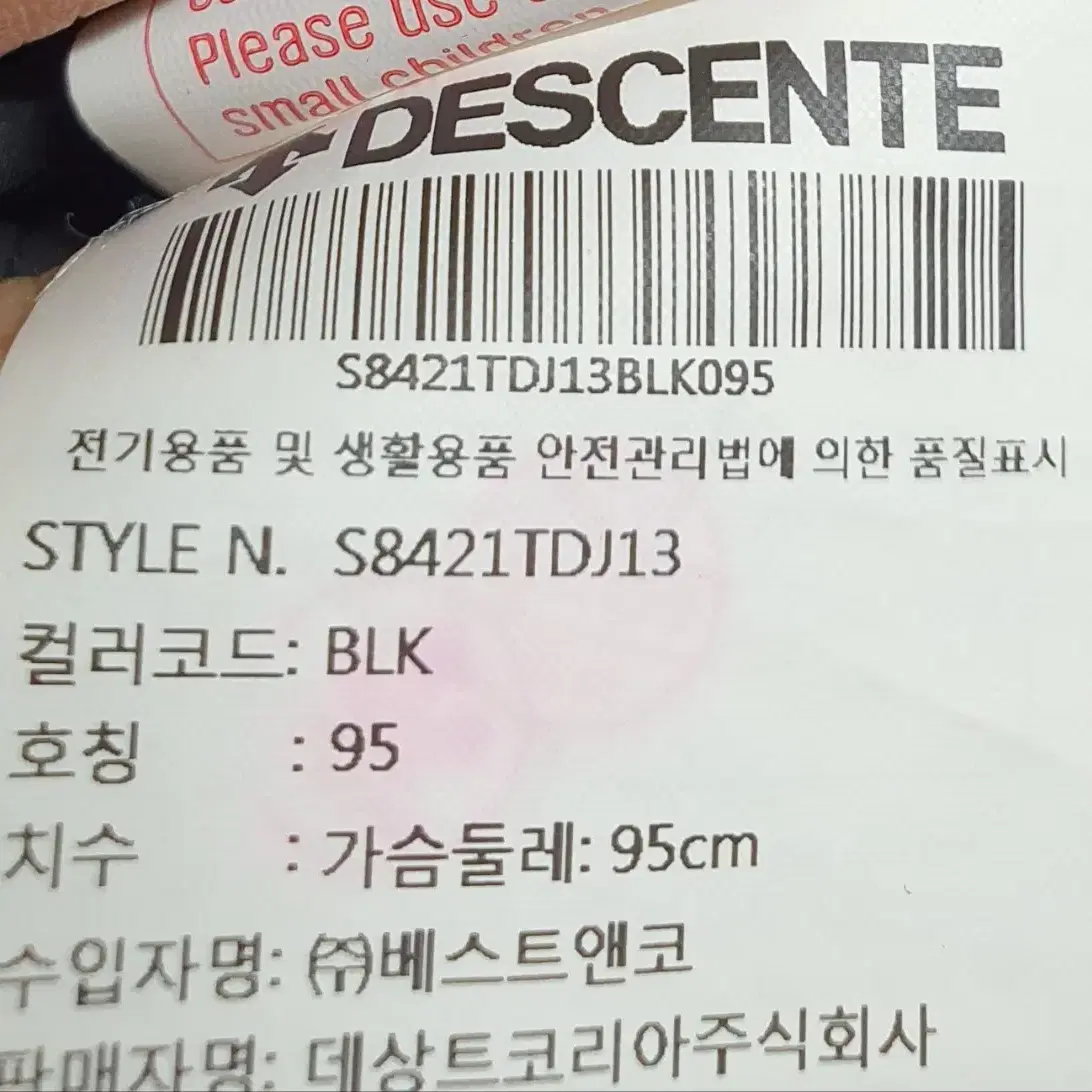 Please use
small children
DESCENTE
S8421TDJ13BLK095
전기용품 및 생활용품 안전관리법에 의한 품질표시
STYLE N. S8421TDJ13
컬러코드: BLK
호칭 : 95
치수 : 가슴둘레: 95cm
수입자명: ㈜베스트앤코
판매자명: 데상트코리아주식회사